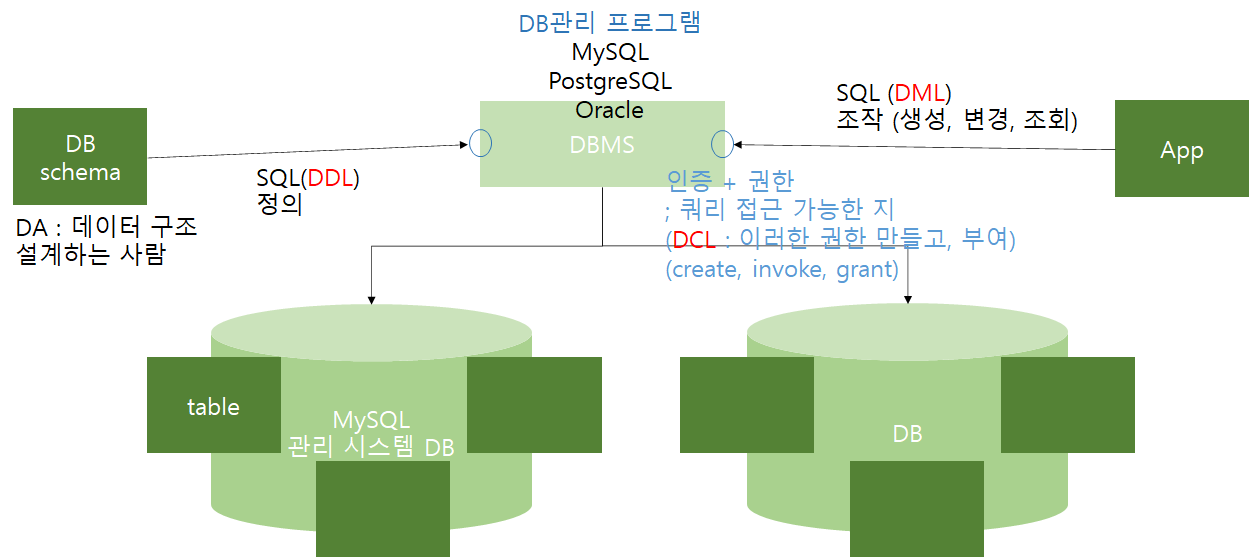 DB관리 프로그램
MySQL
PostgreSQL
Oracle
DBMS
DB
schema
DA : 데이터 구조
설계하는 사람
SQL(DDL)
정의
SQL (DML)
조작 (생성, 변경, 조회)
App
인증 + 권한
; 쿼리 접근 가능한 지
(DCL : 이러한 권한 만들고, 부여)
(create, invoke, grant)
table
MySQL
관리 시스템 DB
DB